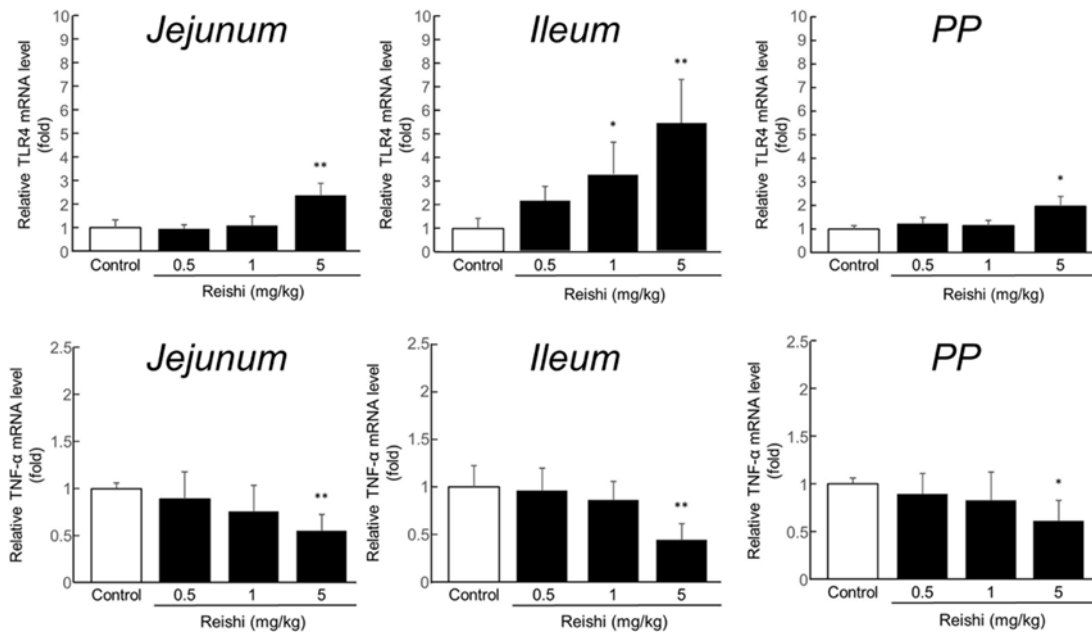 Jejunum
Relative TLR4 mRNA level
(fold)
10
9
8
7
6
5
4
3
2
1
0
**
Control
0.5
1
5
Reishi (mg/kg)
Ileum
Relative TLR4 mRNA level
(fold)
10
9
8
7
6
5
4
3
2
1
0
*
**
Control
0.5
1
5
Reishi (mg/kg)
PP
Relative TLR4 mRNA level
(fold)
10
9
8
7
6
5
4
3
2
1
0
*
Control
0.5
1
5
Reishi (mg/kg)
Jejunum
Relative TNF-α mRNA level
(fold)
2.5
2
1.5
1
0.5
0
**
Control
0.5
1
5
Reishi (mg/kg)
Ileum
Relative TNF-α mRNA level
(fold)
2.5
2
1.5
1
0.5
0
**
Control
0.5
1
5
Reishi (mg/kg)
PP
Relative TNF-α mRNA level
(fold)
2.5
2
1.5
1
0.5
0
*
Control
0.5
1
5
Reishi (mg/kg)